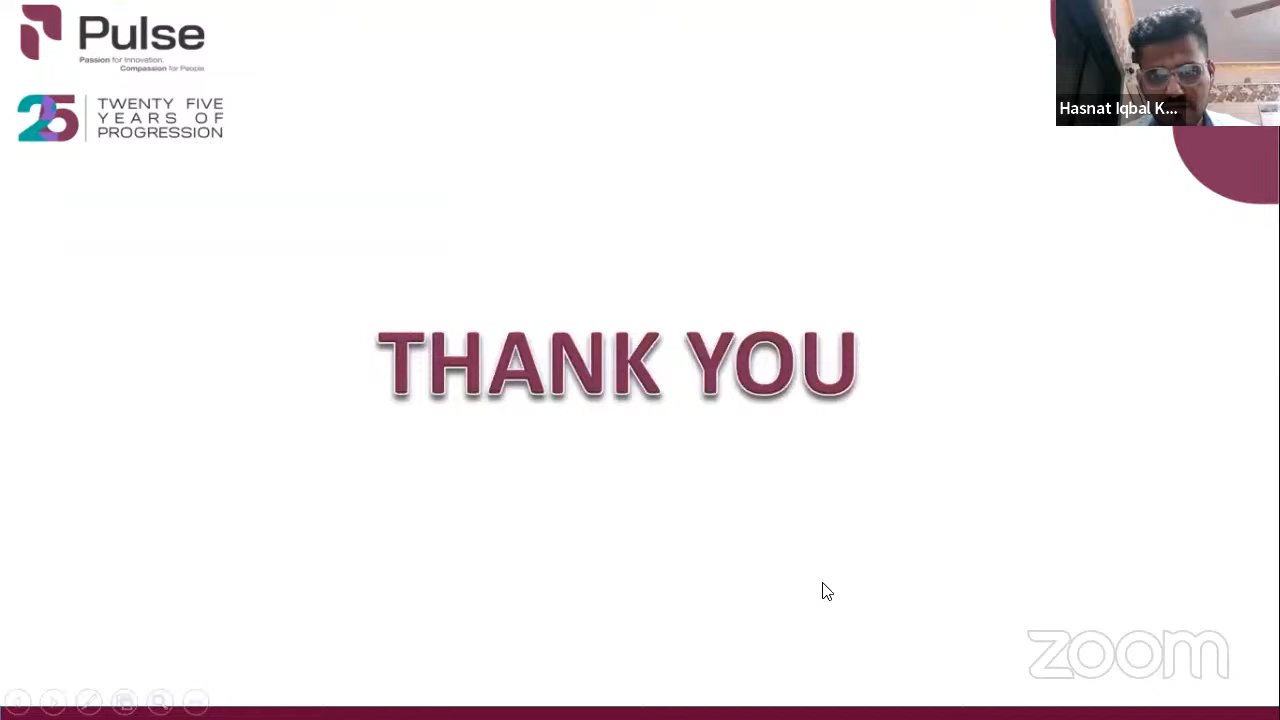 Pulse
Passion for Innovation.
Compassion for People.
25
TWENTY FIVE
YEARS OF
PROGRESSION
Hasnat Iqbal K...
THANK YOU
zoom